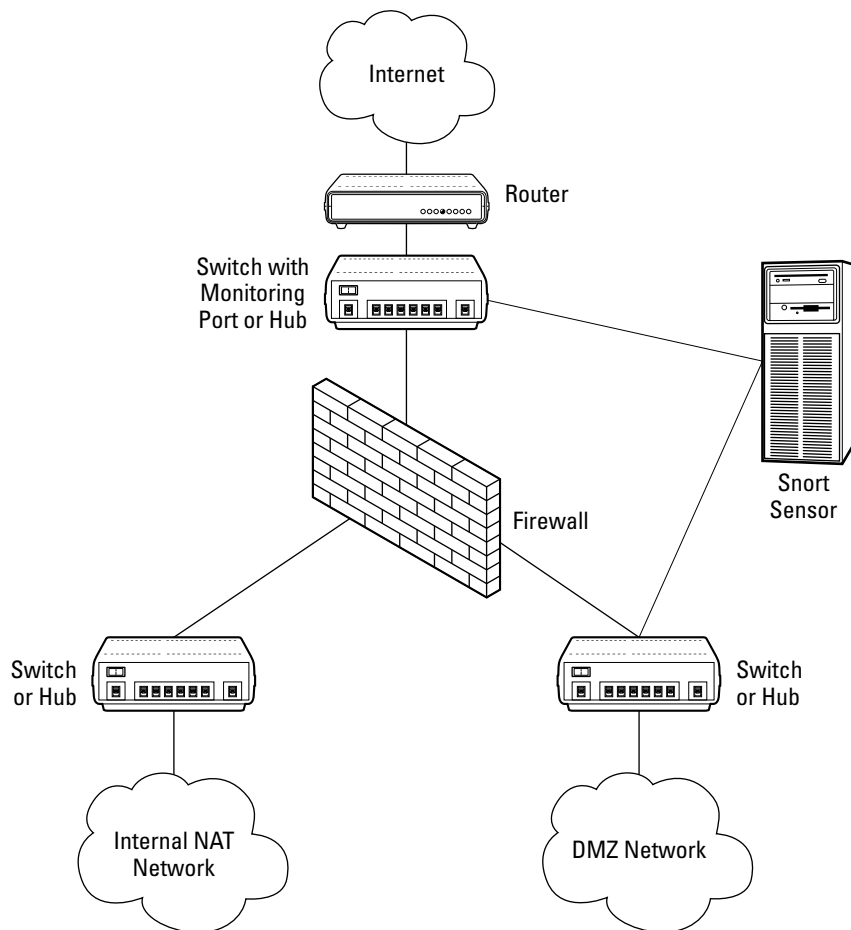 Internet
Router
Switch with
Monitoring
Port or Hub
Snort
Sensor
Firewall
Switch
or Hub
Switch
or Hub
Internal NAT
Network
DMZ Network